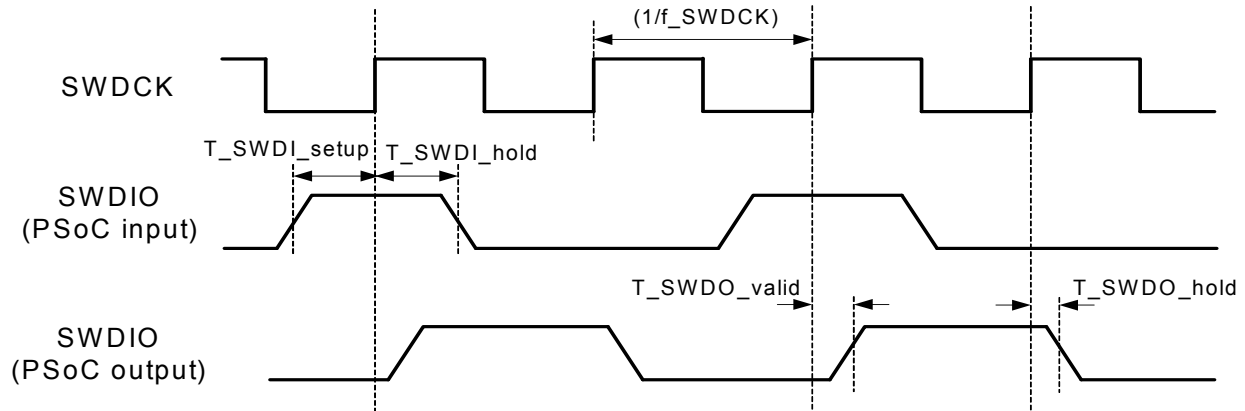 (1/f_SWDCK)
SWDCK
T_SWDI_setup T_SWDI_hold
SWDIO
(PSoC input)
T_SWDO_valid T_SWDO_hold
SWDIO
(PSoC output)